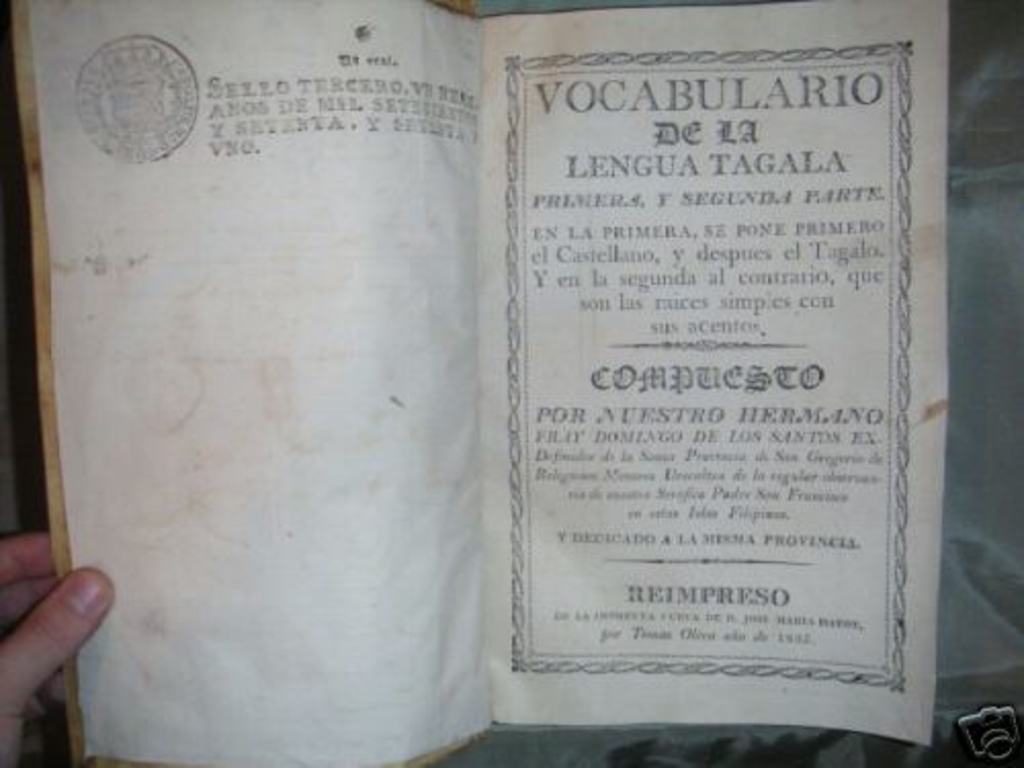 Un real.
SELLO TERCERO, UN REAL
AÑOS DE MIL SETECIENTOS
Y SETENTA, Y SETENTA Y
VNO.
VOCABULARIO
DE LA
LENGUA TAGALA
PRIMERA, Y SEGUNDA PARTE.
EN LA PRIMERA, SE PONE PRIMERO
el Castellano, y despues el Tagalo.
Y en la segunda al contrario, que
son las raices simples con
sus acentos.
COMPUESTO
POR NUESTRO HERMANO
FRAY DOMINGO DE LOS SANTOS EX-
Definidor de la Santa Provincia de San Gregorio de
Religiosos Menores Descalzos de la regular observan-
cia de nuestro Serafico Padre San Francisco
en estas Islas Filipinas.
Y DEDICADO A LA MISMA PROVINCIA.
REIMPRESO
EN LA IMPRENTA NUEVA DE D. JOSE MARIA DAYOT,
por Tomas Oliva año de 1835.